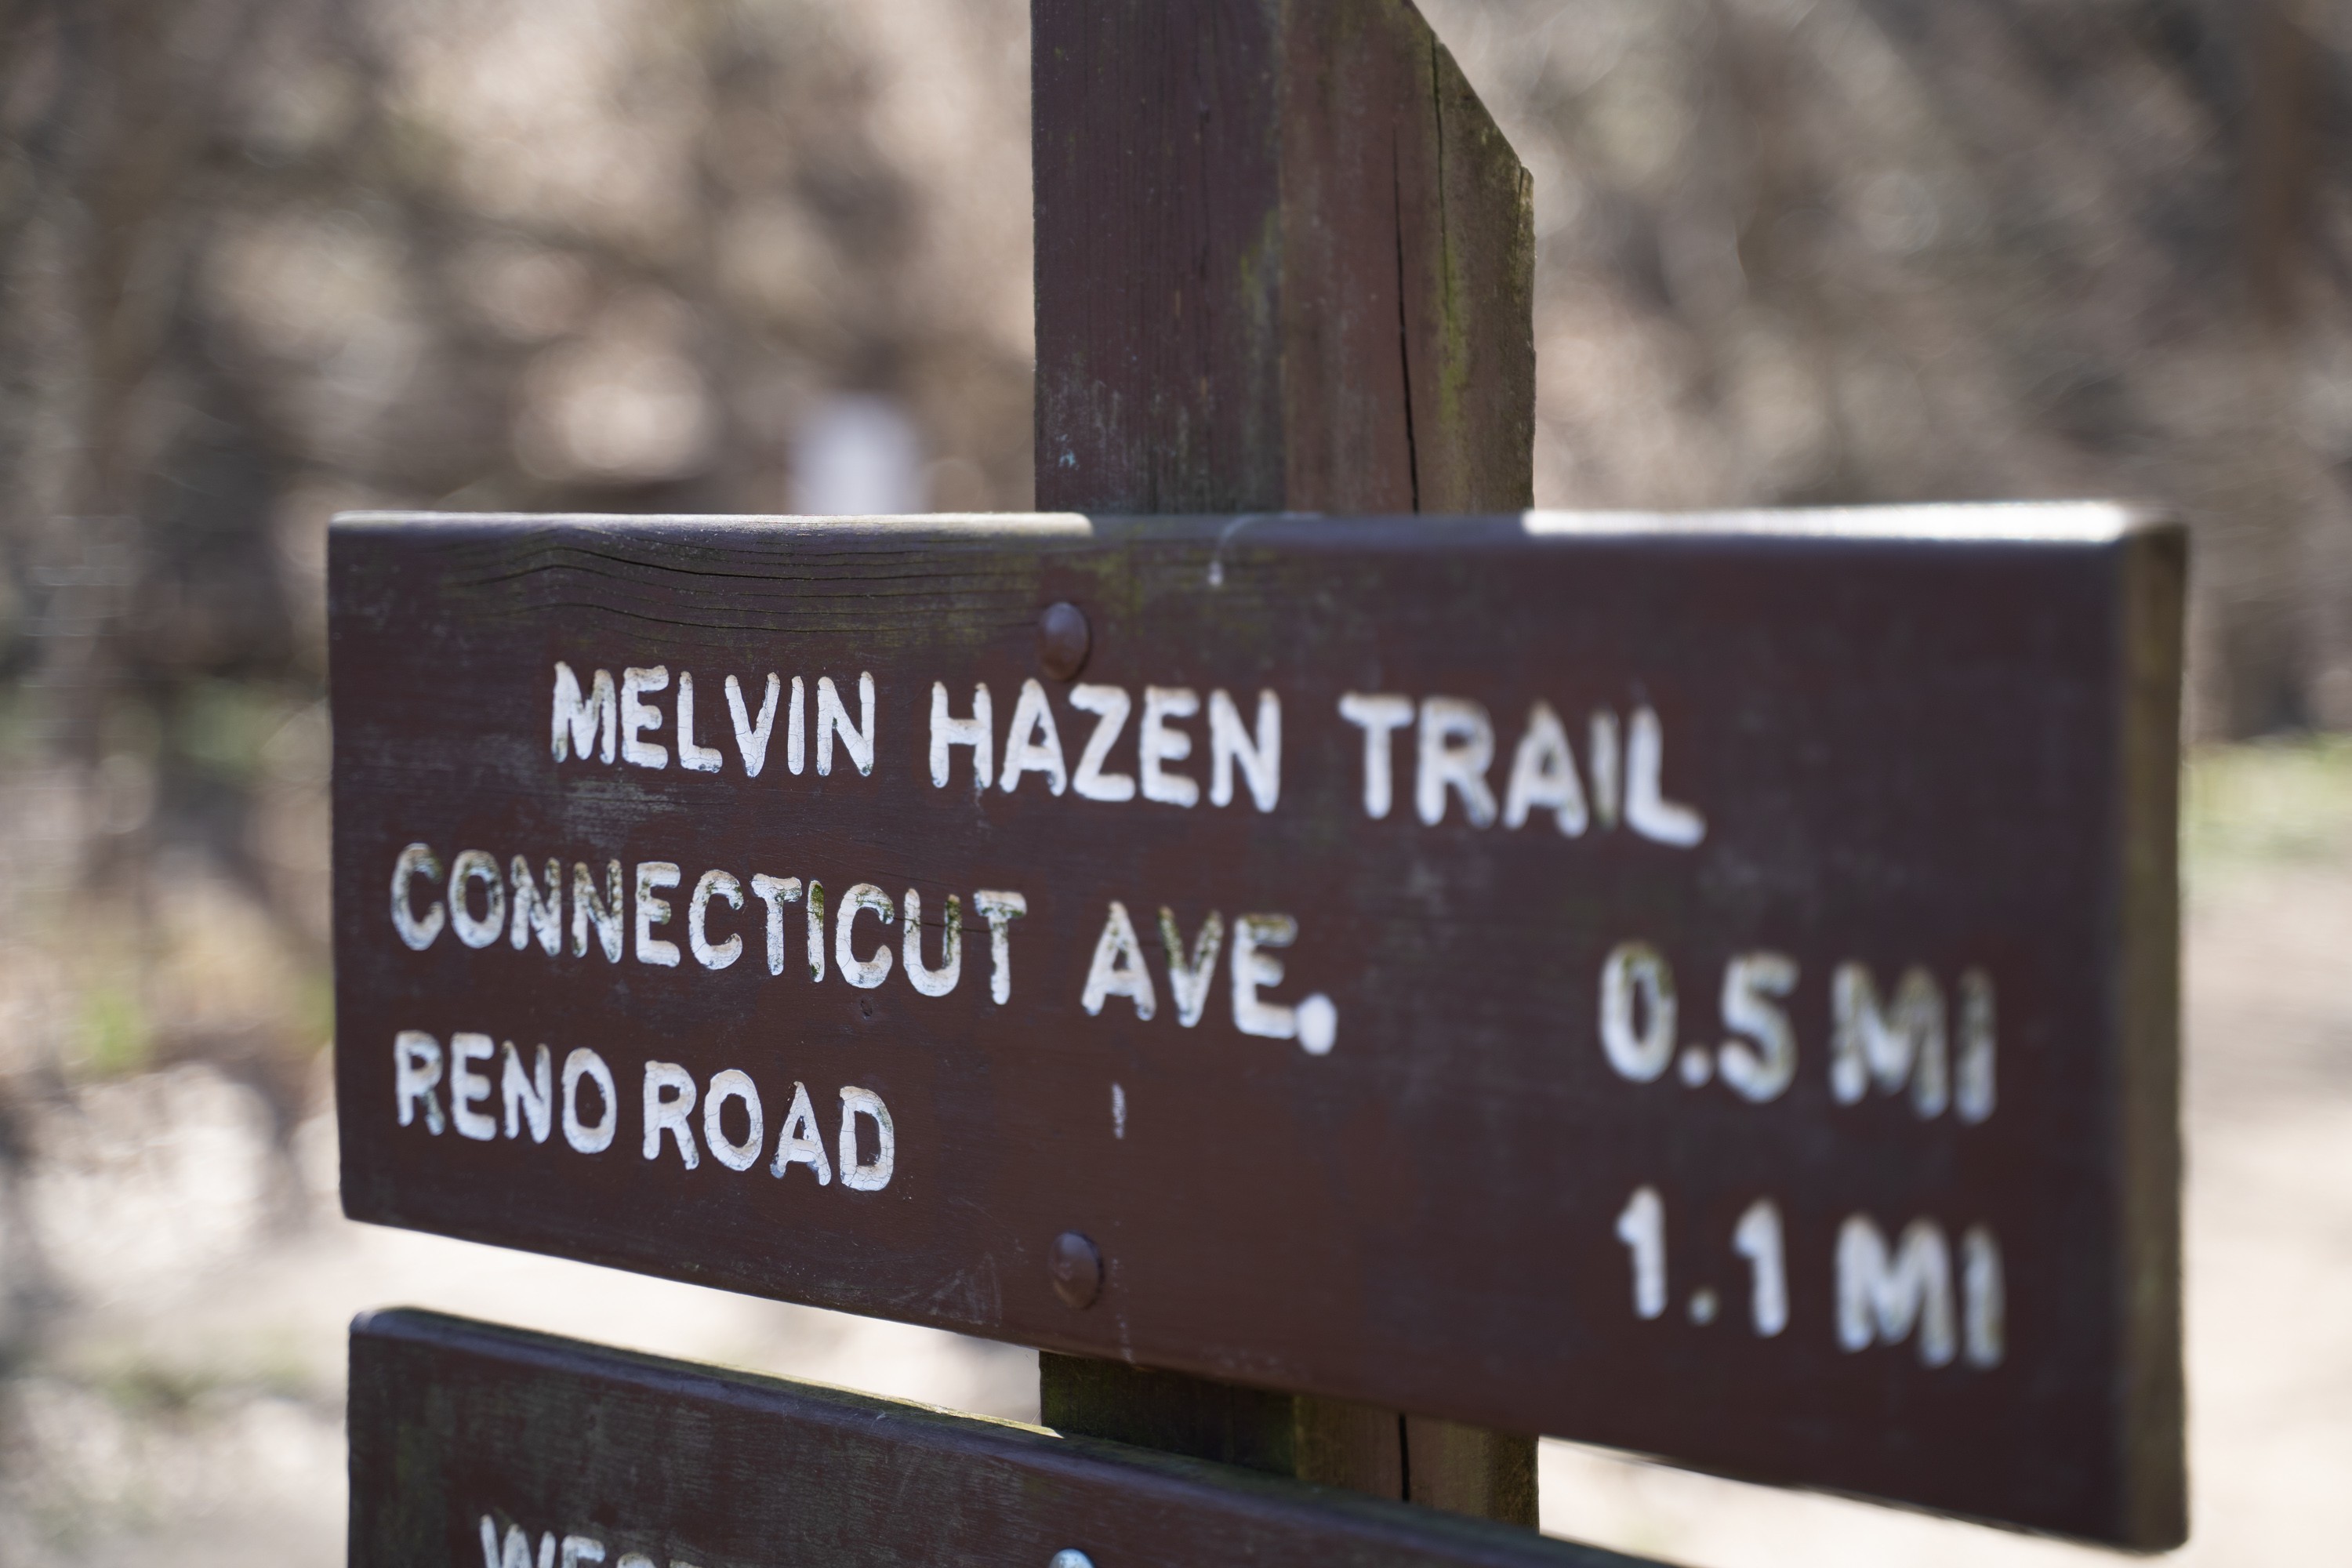 MELVIN HAZEN TRAIL
CONNECTICUT AVE. 0.5 MI
RENO ROAD 1.1 MI